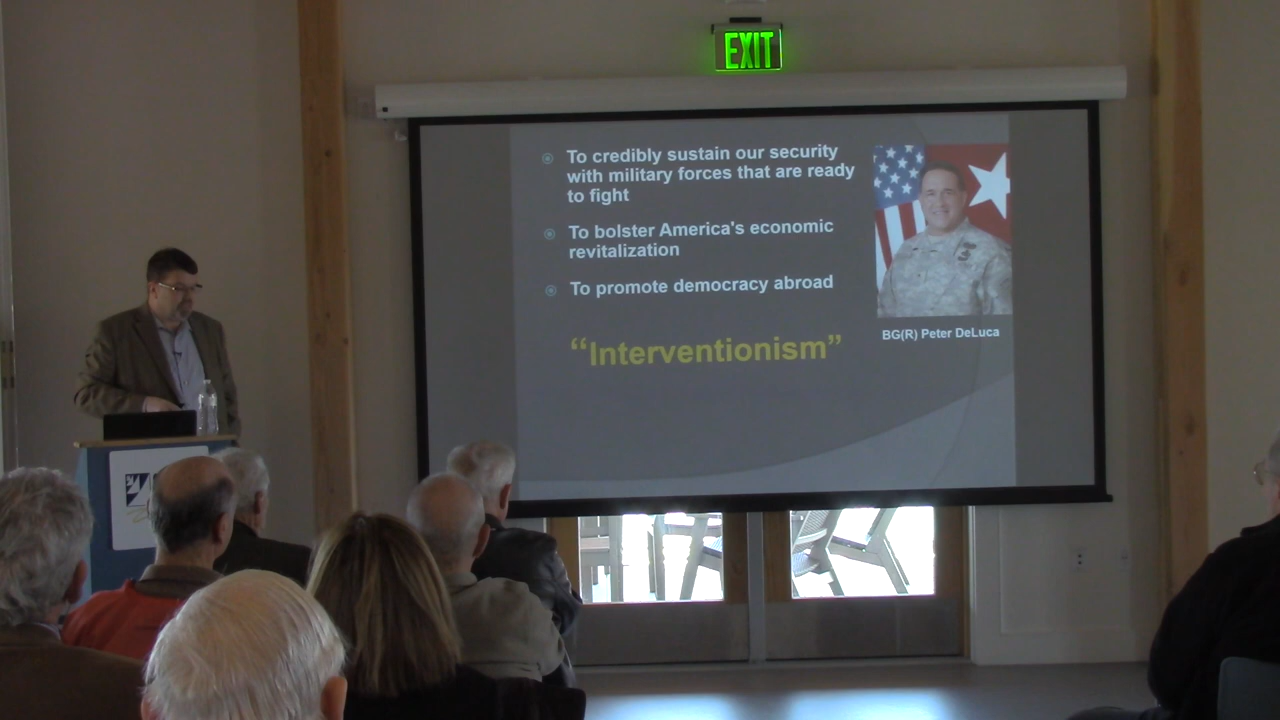 EXIT
To credibly sustain our security
with military forces that are ready
to fight
To bolster America's economic
revitalization
To promote democracy abroad
“Interventionism”
BG(R) Peter DeLuca